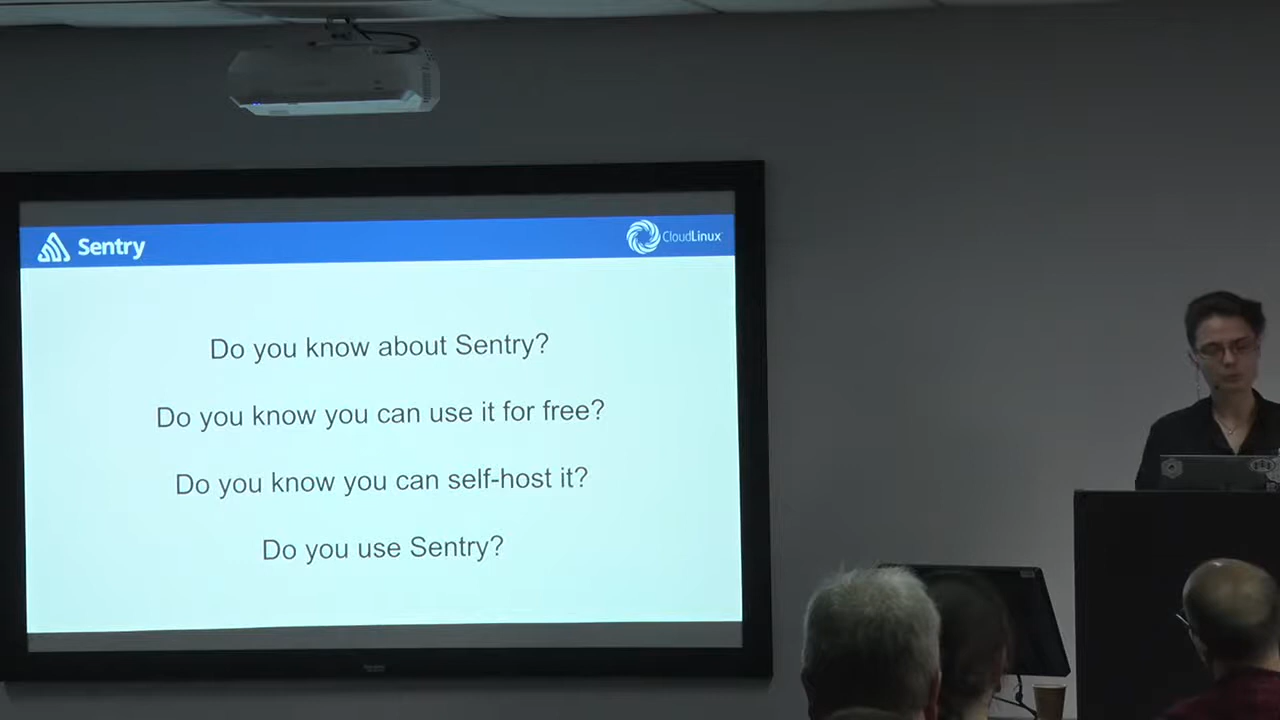 Sentry
CloudLinux
Do you know about Sentry?
Do you know you can use it for free?
Do you know you can self-host it?
Do you use Sentry?